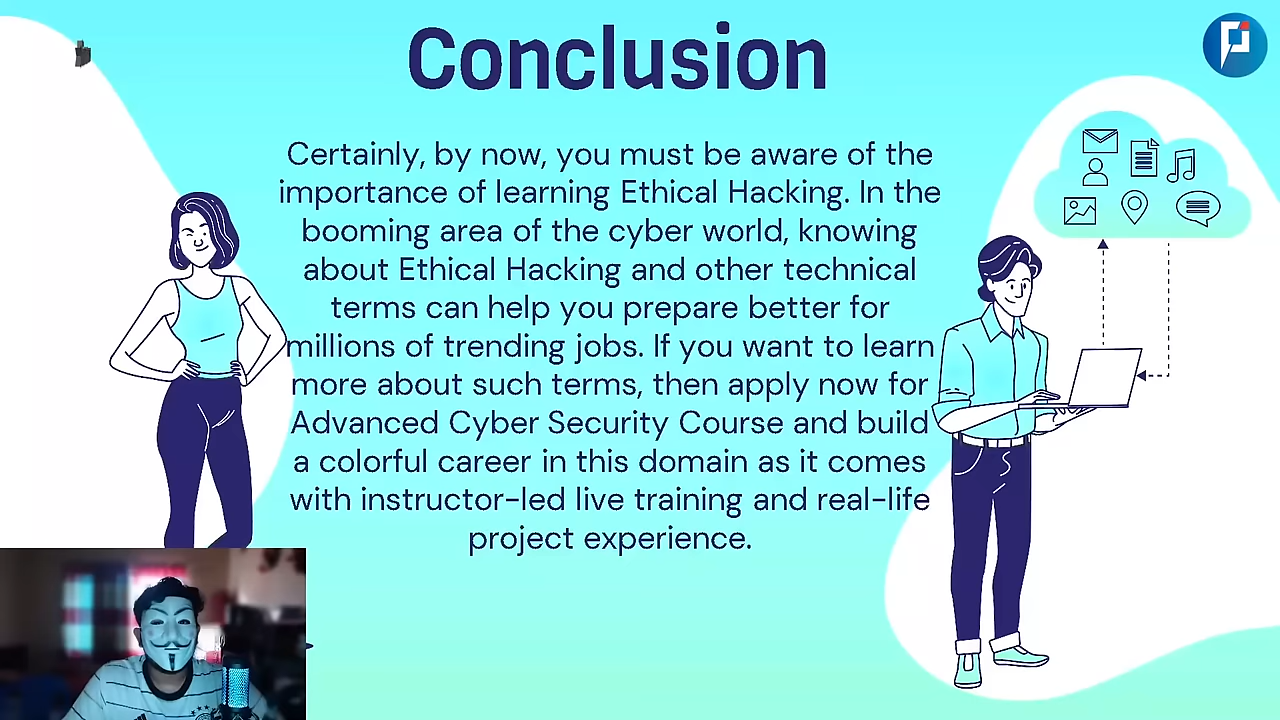 Conclusion
Certainly, by now, you must be aware of the
importance of learning Ethical Hacking. In the
booming area of the cyber world, knowing
about Ethical Hacking and other technical
terms can help you prepare better for
millions of trending jobs. If you want to learn
more about such terms, then apply now for
Advanced Cyber Security Course and build
a colorful career in this domain as it comes
with instructor-led live training and real-life
project experience.